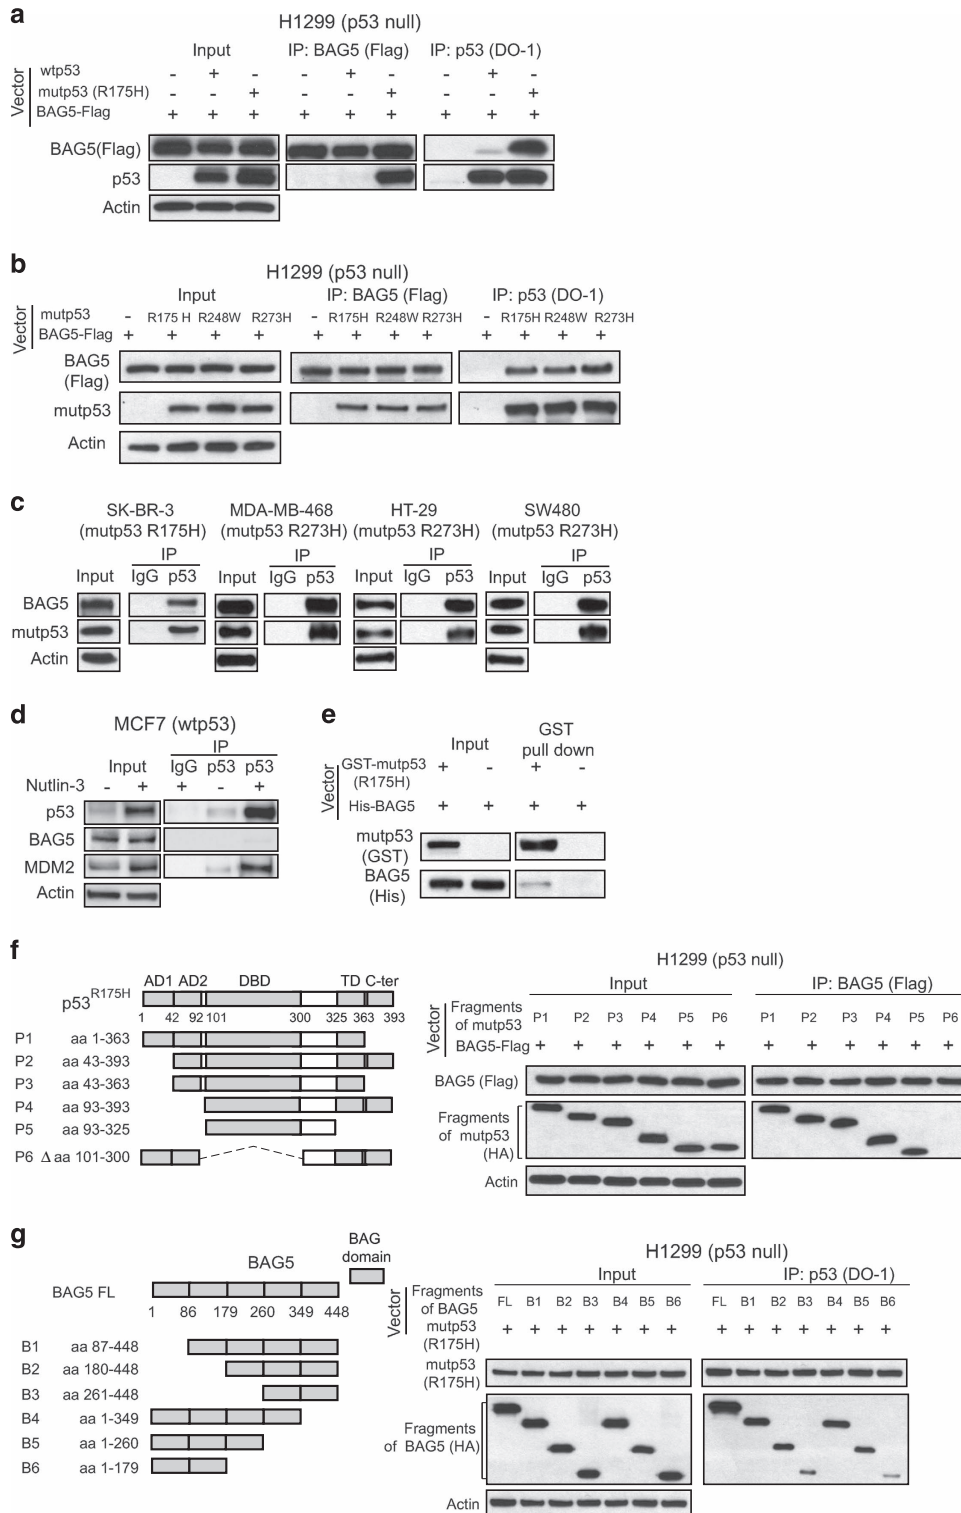 a
H1299 (p53 null)
Input IP: BAG5 (Flag) IP: p53 (DO-1)
Vector
wtp53 - + - - + - - + -
mutp53 (R175H) - - + - - + - - +
BAG5-Flag + + + + + + + + +
BAG5(Flag)
p53
Actin
b
H1299 (p53 null)
Input IP: BAG5 (Flag) IP: p53 (DO-1)
Vector
mutp53 - R175 H R248W R273H - R175H R248W R273H - R175H R248W R273H
BAG5-Flag + + + + + + + + + + + +
BAG5
(Flag)
mutp53
Actin
c
SK-BR-3 MDA-MB-468 HT-29 SW480
(mutp53 R175H) (mutp53 R273H) (mutp53 R273H) (mutp53 R273H)
IP IP IP IP
Input IgG p53 Input IgG p53 Input IgG p53 Input IgG p53
BAG5
mutp53
Actin
d
MCF7 (wtp53)
IP
Input IgG p53 p53
Nutlin-3 - + + - +
p53
BAG5
MDM2
Actin
e
Input GST
pull down
Vector
GST-mutp53 + - + -
(R175H)
His-BAG5 + + + +
mutp53
(GST)
BAG5
(His)
f
AD1 AD2 DBD TD C-ter
p53R175H
1 42 92 101 300 325 363 393
P1 aa 1-363
P2 aa 43-393
P3 aa 43-363
P4 aa 93-393
P5 aa 93-325
P6 Δ aa 101-300
H1299 (p53 null)
Input IP: BAG5 (Flag)
Vector
Fragments
of mutp53 P1 P2 P3 P4 P5 P6 P1 P2 P3 P4 P5 P6
BAG5-Flag + + + + + + + + + + + +
BAG5 (Flag)
Fragments
of mutp53
(HA)
Actin
g
BAG5 BAG
domain
BAG5 FL
1 86 179 260 349 448
B1 aa 87-448
B2 aa 180-448
B3 aa 261-448
B4 aa 1-349
B5 aa 1-260
B6 aa 1-179
H1299 (p53 null)
Input IP: p53 (DO-1)
Vector
Fragments FL B1 B2 B3 B4 B5 B6 FL B1 B2 B3 B4 B5 B6
of BAG5
mutp53 + + + + + + + + + + + + + +
(R175H)
mutp53
(R175H)
Fragments
of BAG5 (HA)
Actin